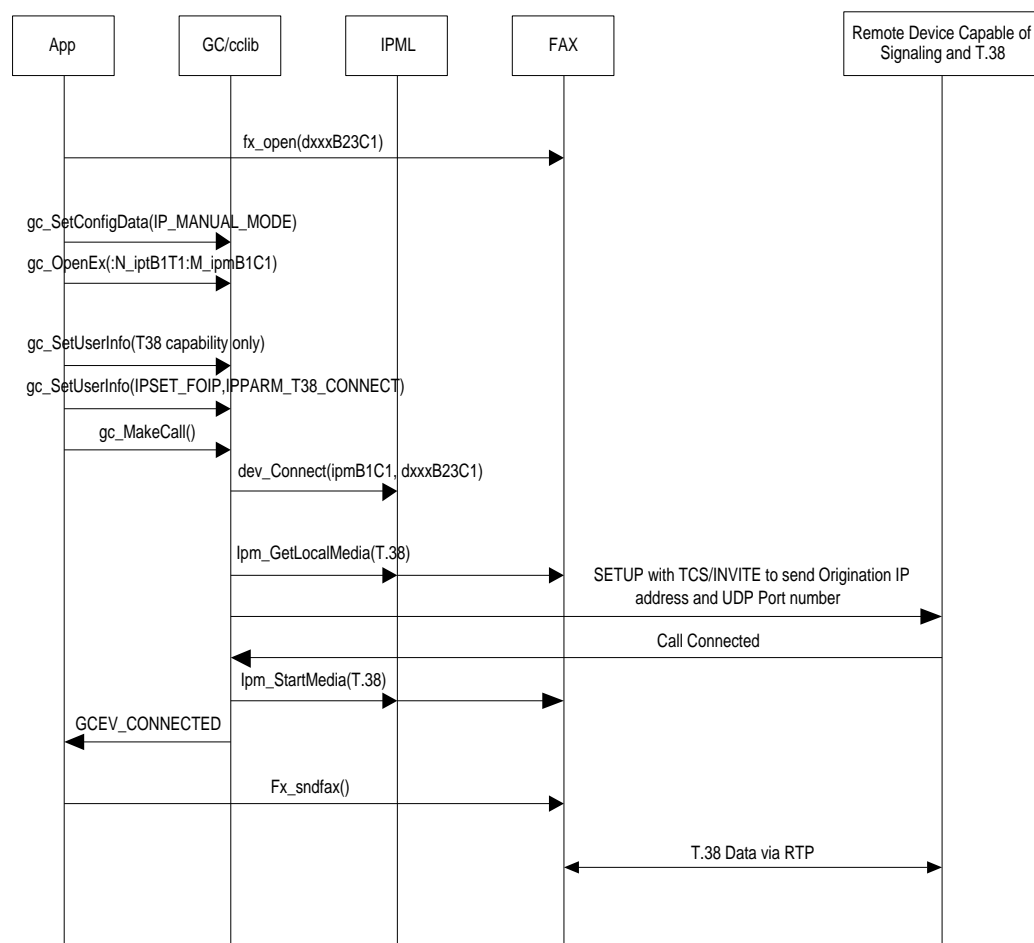 App
GC/cclib
IPML
FAX
Remote Device Capable of
Signaling and T.38
fx_open(dxxxB23C1)
gc_SetConfigData(IP_MANUAL_MODE)
gc_OpenEx(:N_iptB1T1:M_ipmB1C1)
gc_SetUserInfo(T38 capability only)
gc_SetUserInfo(IPSET_FOIP,IPPARM_T38_CONNECT)
gc_MakeCall()
dev_Connect(ipmB1C1, dxxxB23C1)
Ipm_GetLocalMedia(T.38)
SETUP with TCS/INVITE to send Origination IP
address and UDP Port number
Call Connected
Ipm_StartMedia(T.38)
GCEV_CONNECTED
Fx_sndfax()
T.38 Data via RTP